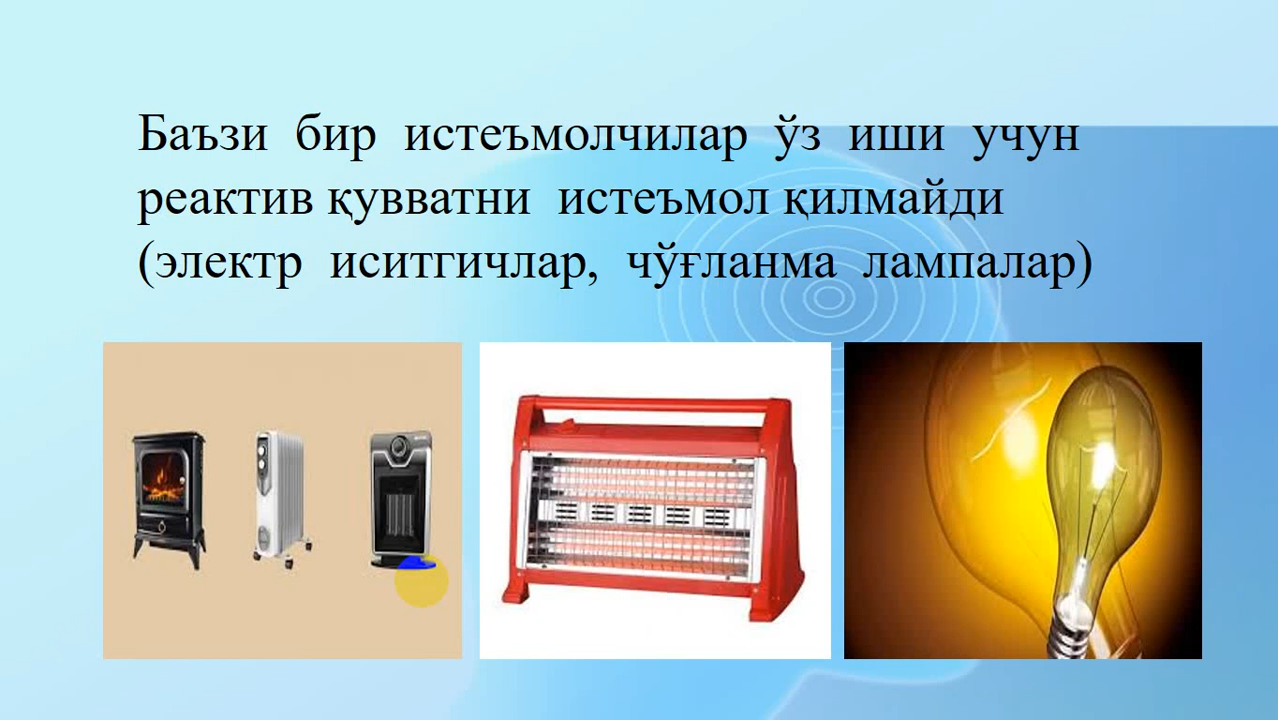 Баъзи бир истеъмолчилар ўз иши учун
реактив қувватни истеъмол қилмайди
(электр иситгичлар, чўғланма лампалар)